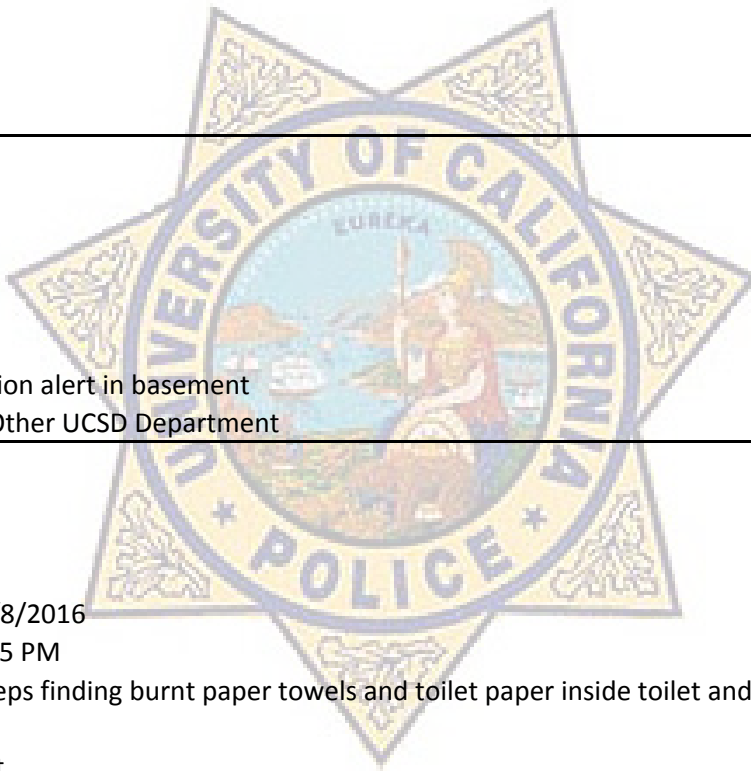 UNIVERSITY OF CALIFORNIA
EUREKA
ion alert in basement
Other UCSD Department
POLICE
8/2016
5 PM
eps finding burnt paper towels and toilet paper inside toilet and